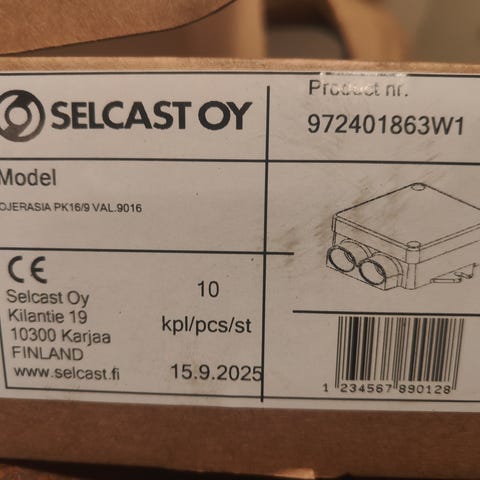 SELCAST OY
Product nr.
972401863W1
Model
OJERASIA PK16/9 VAL.9016
CE
Selcast Oy
Kilantie 19
10300 Karjaa
FINLAND
www.selcast.fi
10
kpl/pcs/st
15.9.2025
1 234567 890128